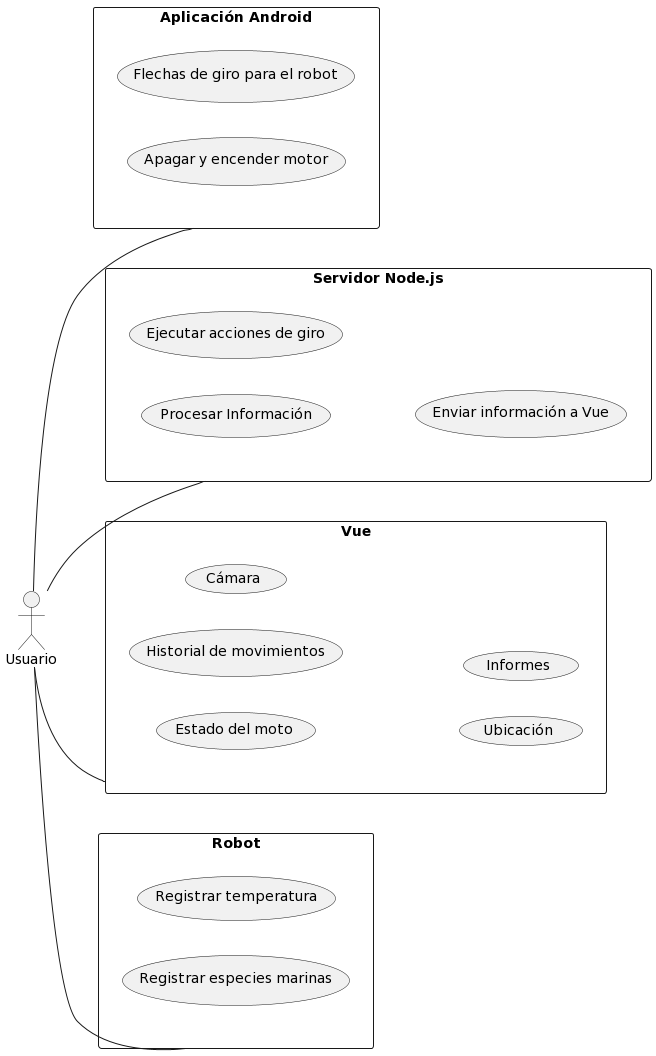 Aplicación Android
Flechas de giro para el robot
Apagar y encender motor
Servidor Node.js
Ejecutar acciones de giro
Procesar Información
Enviar información a Vue
Vue
Cámara
Historial de movimientos
Informes
Estado del moto
Ubicación
Usuario
Robot
Registrar temperatura
Registrar especies marinas